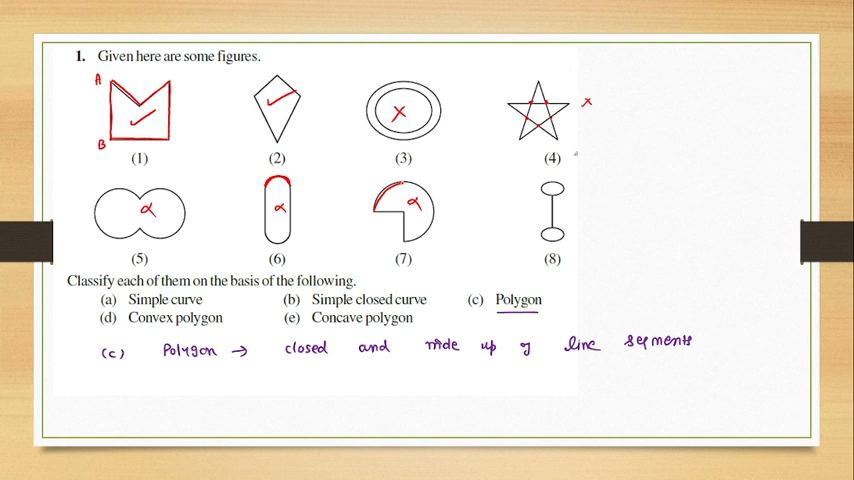 1. Given here are some figures.
A
B
(1) (2) (3) (4)
(5) (6) (7) (8)
Classify each of them on the basis of the following.
(a) Simple curve (b) Simple closed curve (c) Polygon
(d) Convex polygon (e) Concave polygon
(c) Polygon → closed and made up of line segments